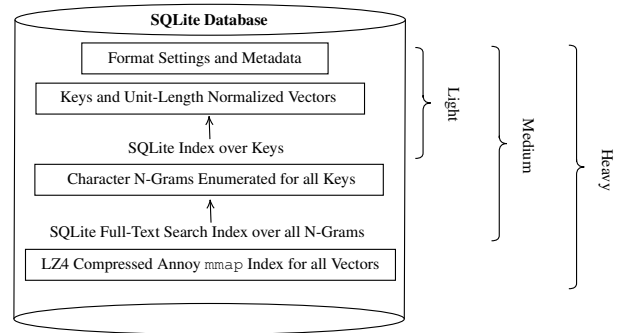 SQLite Database
Format Settings and Metadata
Keys and Unit-Length Normalized Vectors
SQLite Index over Keys
Character N-Grams Enumerated for all Keys
SQLite Full-Text Search Index over all N-Grams
LZ4 Compressed Annoy mmap Index for all Vectors
Light
Medium
Heavy